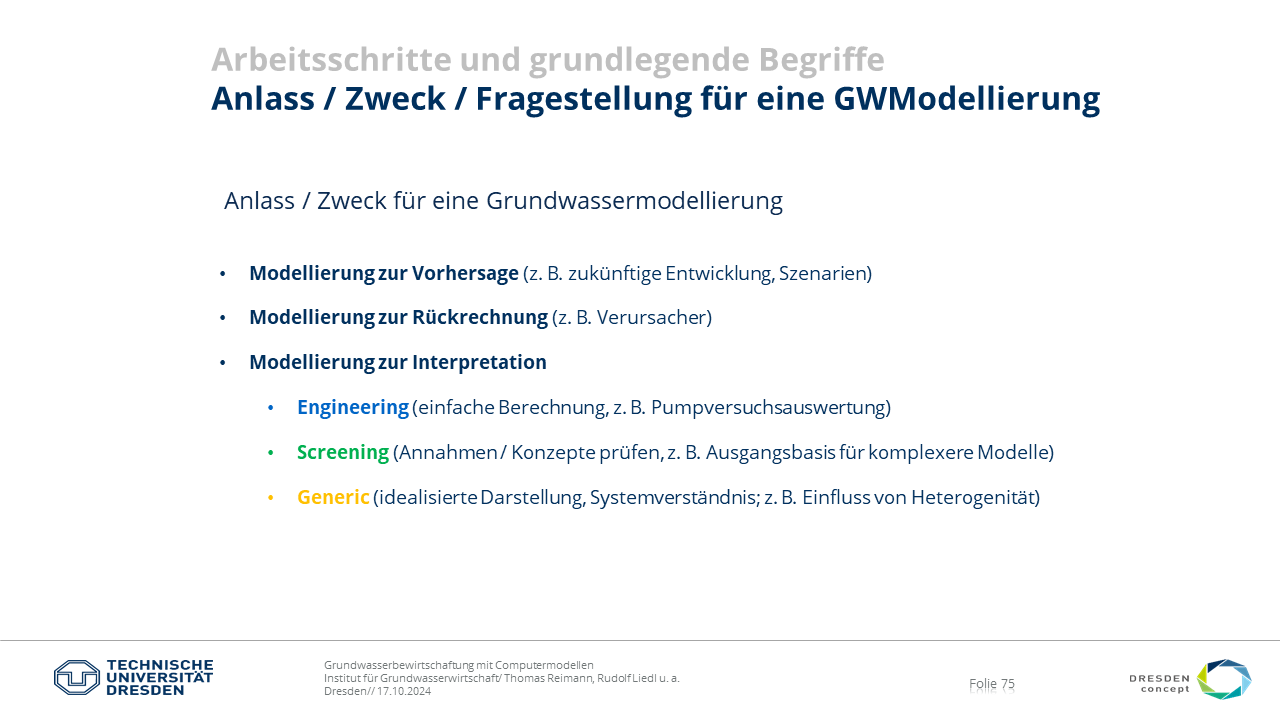 Arbeitsschritte und grundlegende Begriffe
Anlass / Zweck / Fragestellung für eine GWModellierung
Anlass / Zweck für eine Grundwassermodellierung
• Modellierung zur Vorhersage (z. B. zukünftige Entwicklung, Szenarien)
• Modellierung zur Rückrechnung (z. B. Verursacher)
• Modellierung zur Interpretation
• Engineering (einfache Berechnung, z. B. Pumpversuchsauswertung)
• Screening (Annahmen / Konzepte prüfen, z. B. Ausgangsbasis für komplexere Modelle)
• Generic (idealisierte Darstellung, Systemverständnis; z. B. Einfluss von Heterogenität)
TECHNISCHE
UNIVERSITÄT
DRESDEN
Grundwasserbewirtschaftung mit Computermodellen
Institut für Grundwasserwirtschaft/ Thomas Reimann, Rudolf Liedl u. a.
Dresden// 17.10.2024
Folie 75
DRESDEN
concept